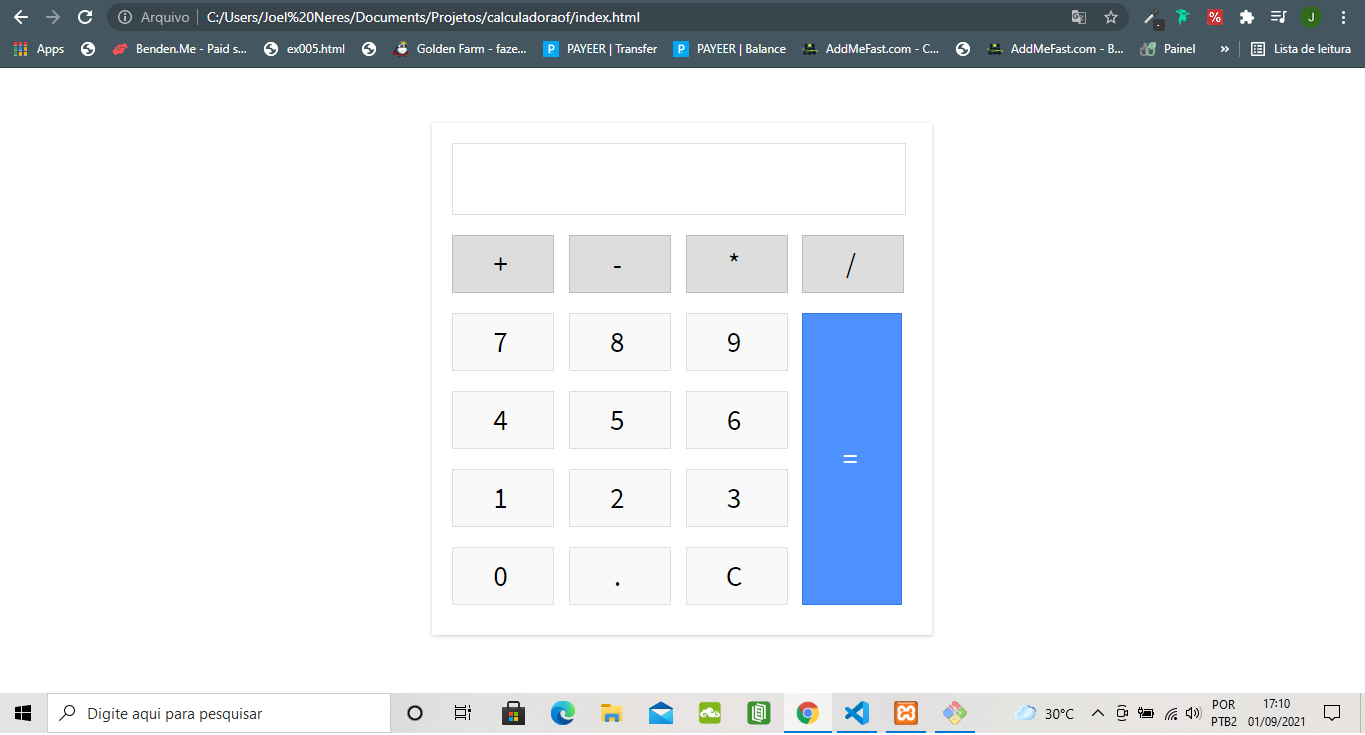 Arquivo C:/Users/Joel%20Neres/Documents/Projetos/calculadoraof/index.html J
Apps Benden.Me - Paid s... ex005.html Golden Farm - faze... P PAYEER | Transfer P PAYEER | Balance AddMeFast.com - C... AddMeFast.com - B... Painel » Lista de leitura
+ - * /
7 8 9
4 5 6
=
1 2 3
0 . C
Digite aqui para pesquisar
30°C
POR
PTB2
17:10
01/09/2021